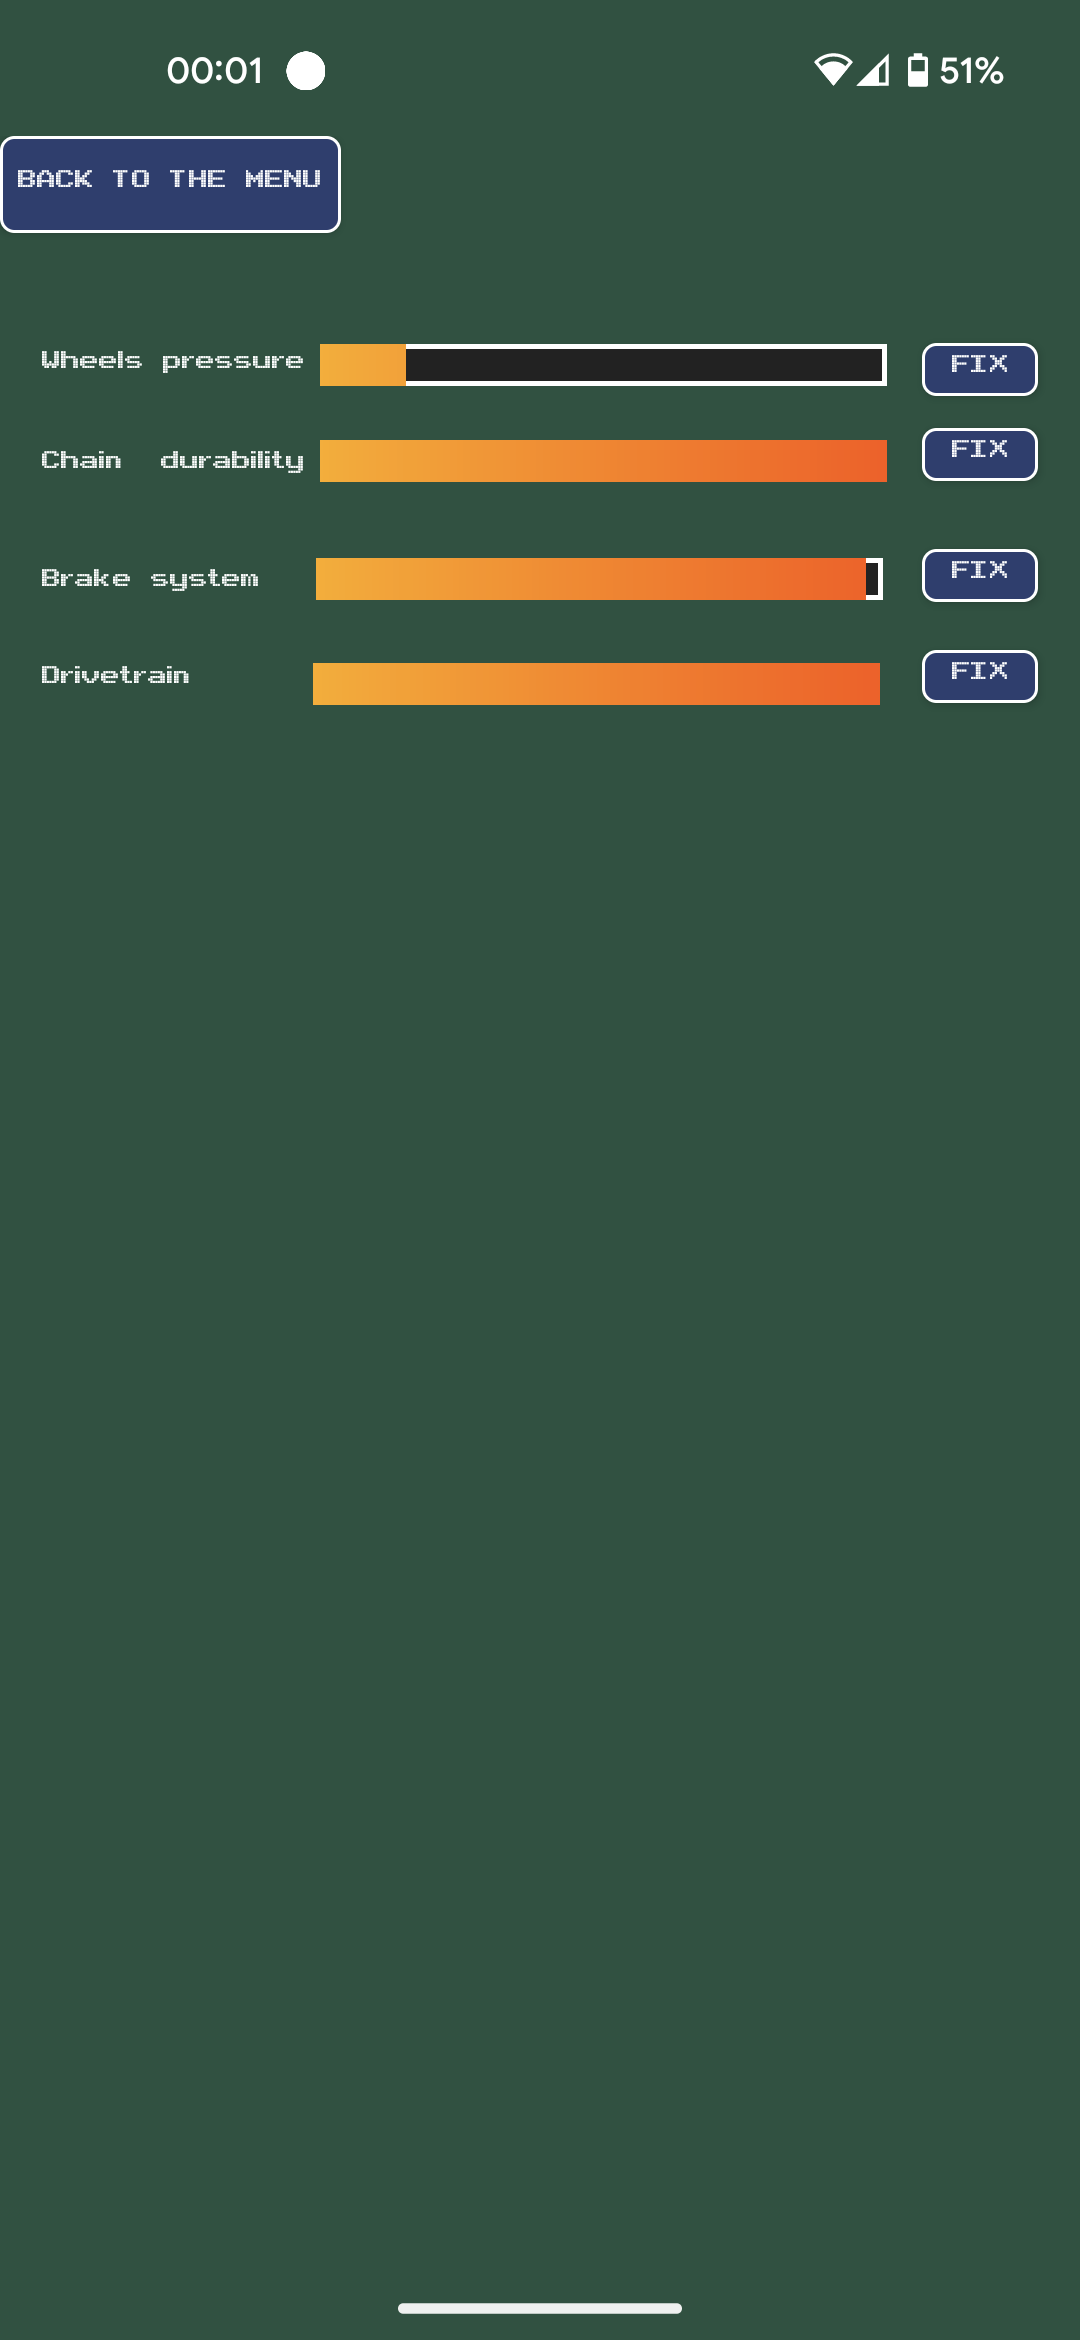 00:01 51%
BACK TO THE MENU
Wheels pressure FIX
Chain durability FIX
Brake system FIX
Drivetrain FIX